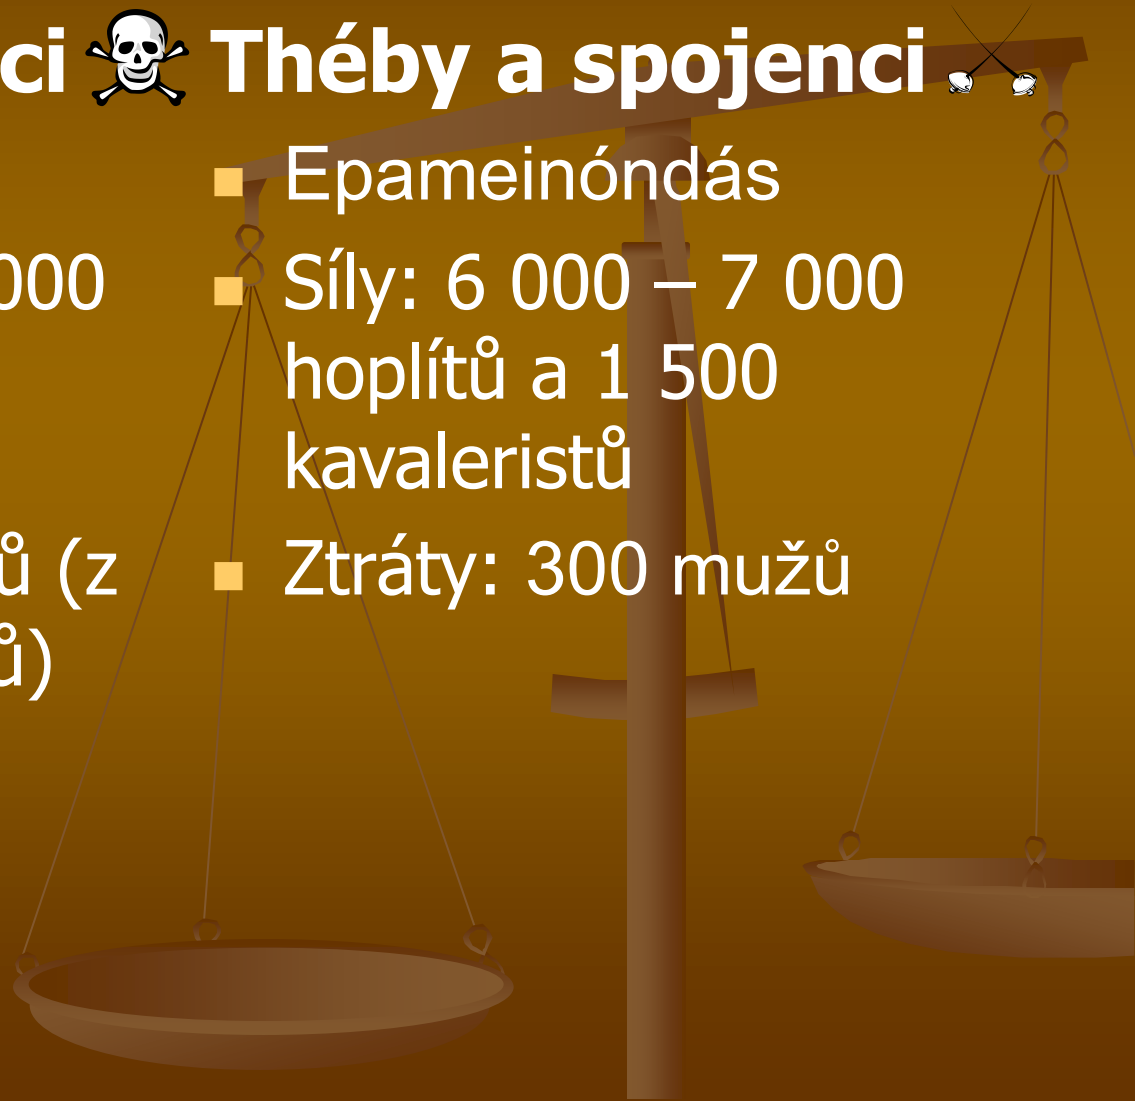 ci
000
ů (z
ů)
Théby a spojenci
Epameinóndás
Síly: 6 000 – 7 000
hoplítů a 1 500
kavaleristů
Ztráty: 300 mužů